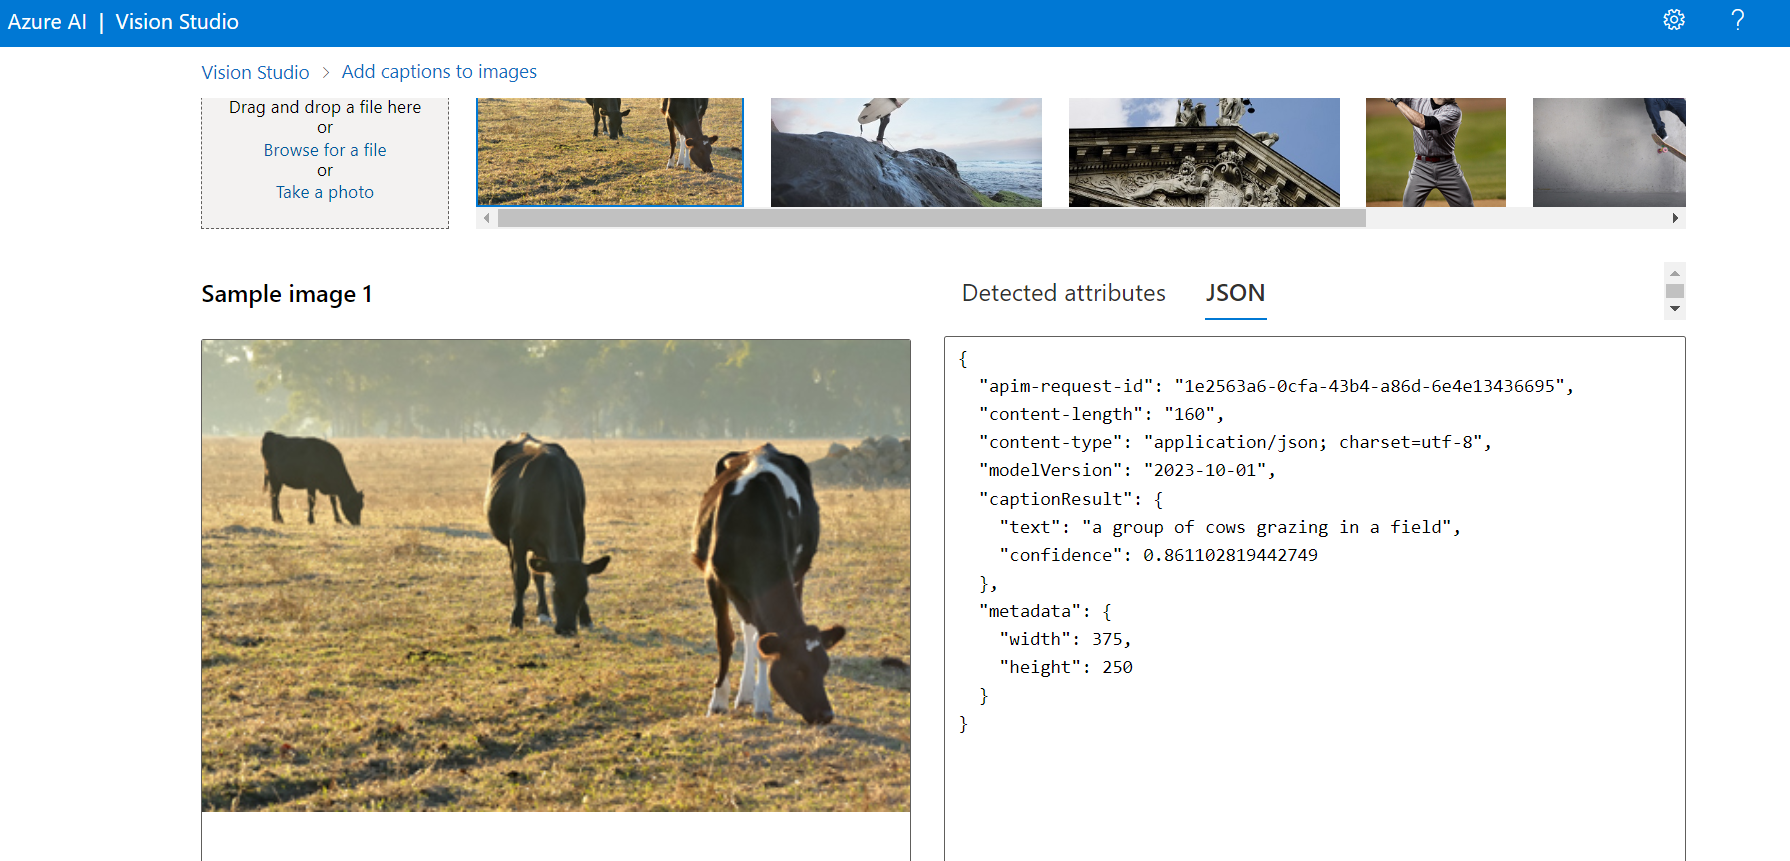 Azure AI | Vision Studio
?
Vision Studio > Add captions to images
Drag and drop a file here
or
Browse for a file
or
Take a photo
Sample image 1
Detected attributes JSON
{
"apim-request-id": "1e2563a6-0cfa-43b4-a86d-6e4e13436695",
"content-length": "160",
"content-type": "application/json; charset=utf-8",
"modelVersion": "2023-10-01",
"captionResult": {
"text": "a group of cows grazing in a field",
"confidence": 0.861102819442749
},
"metadata": {
"width": 375,
"height": 250
}
}